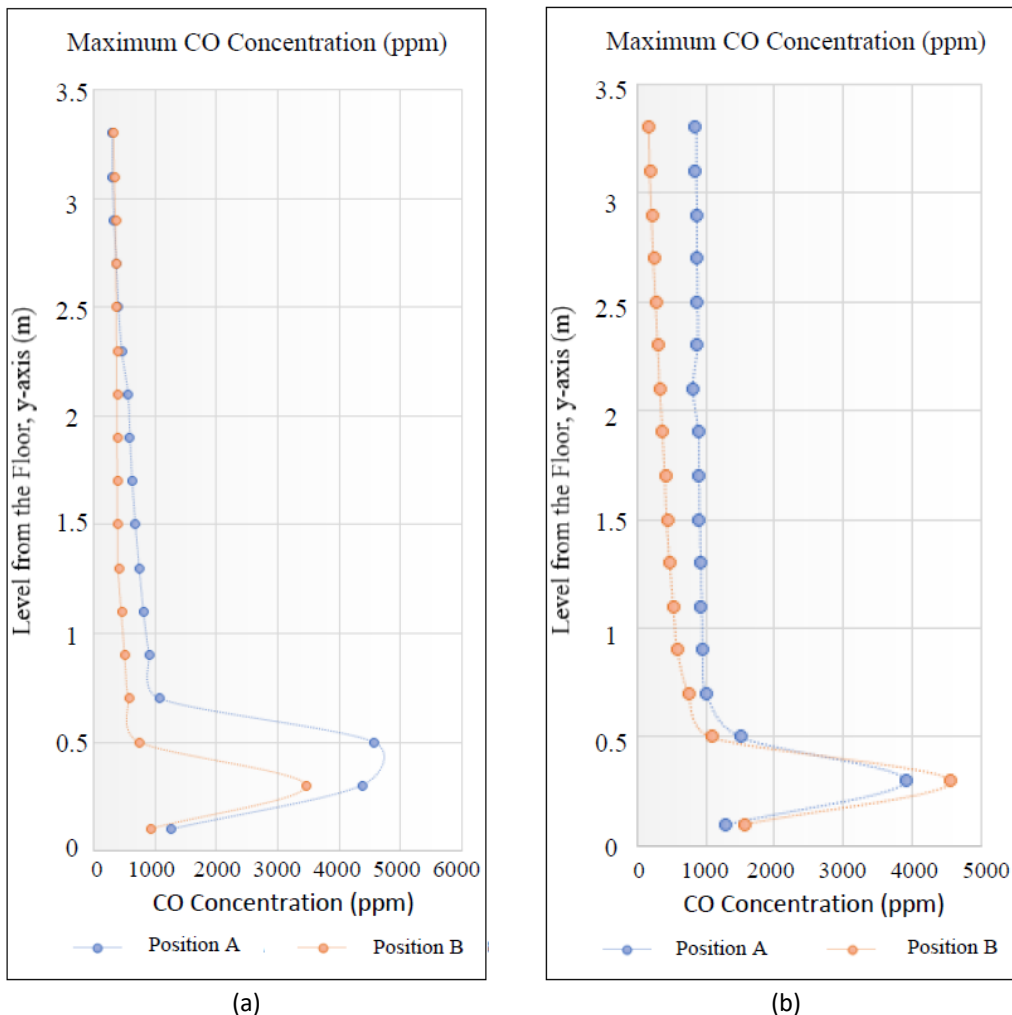 Maximum CO Concentration (ppm)
3.5
3
2.5
2
1.5
1
0.5
0
Level from the Floor, y-axis (m)
0 1000 2000 3000 4000 5000 6000
CO Concentration (ppm)
Position A Position B
(a)
Maximum CO Concentration (ppm)
3.5
3
2.5
2
1.5
1
0.5
0
Level from the Floor, y-axis (m)
0 1000 2000 3000 4000 5000
CO Concentration (ppm)
Position A Position B
(b)